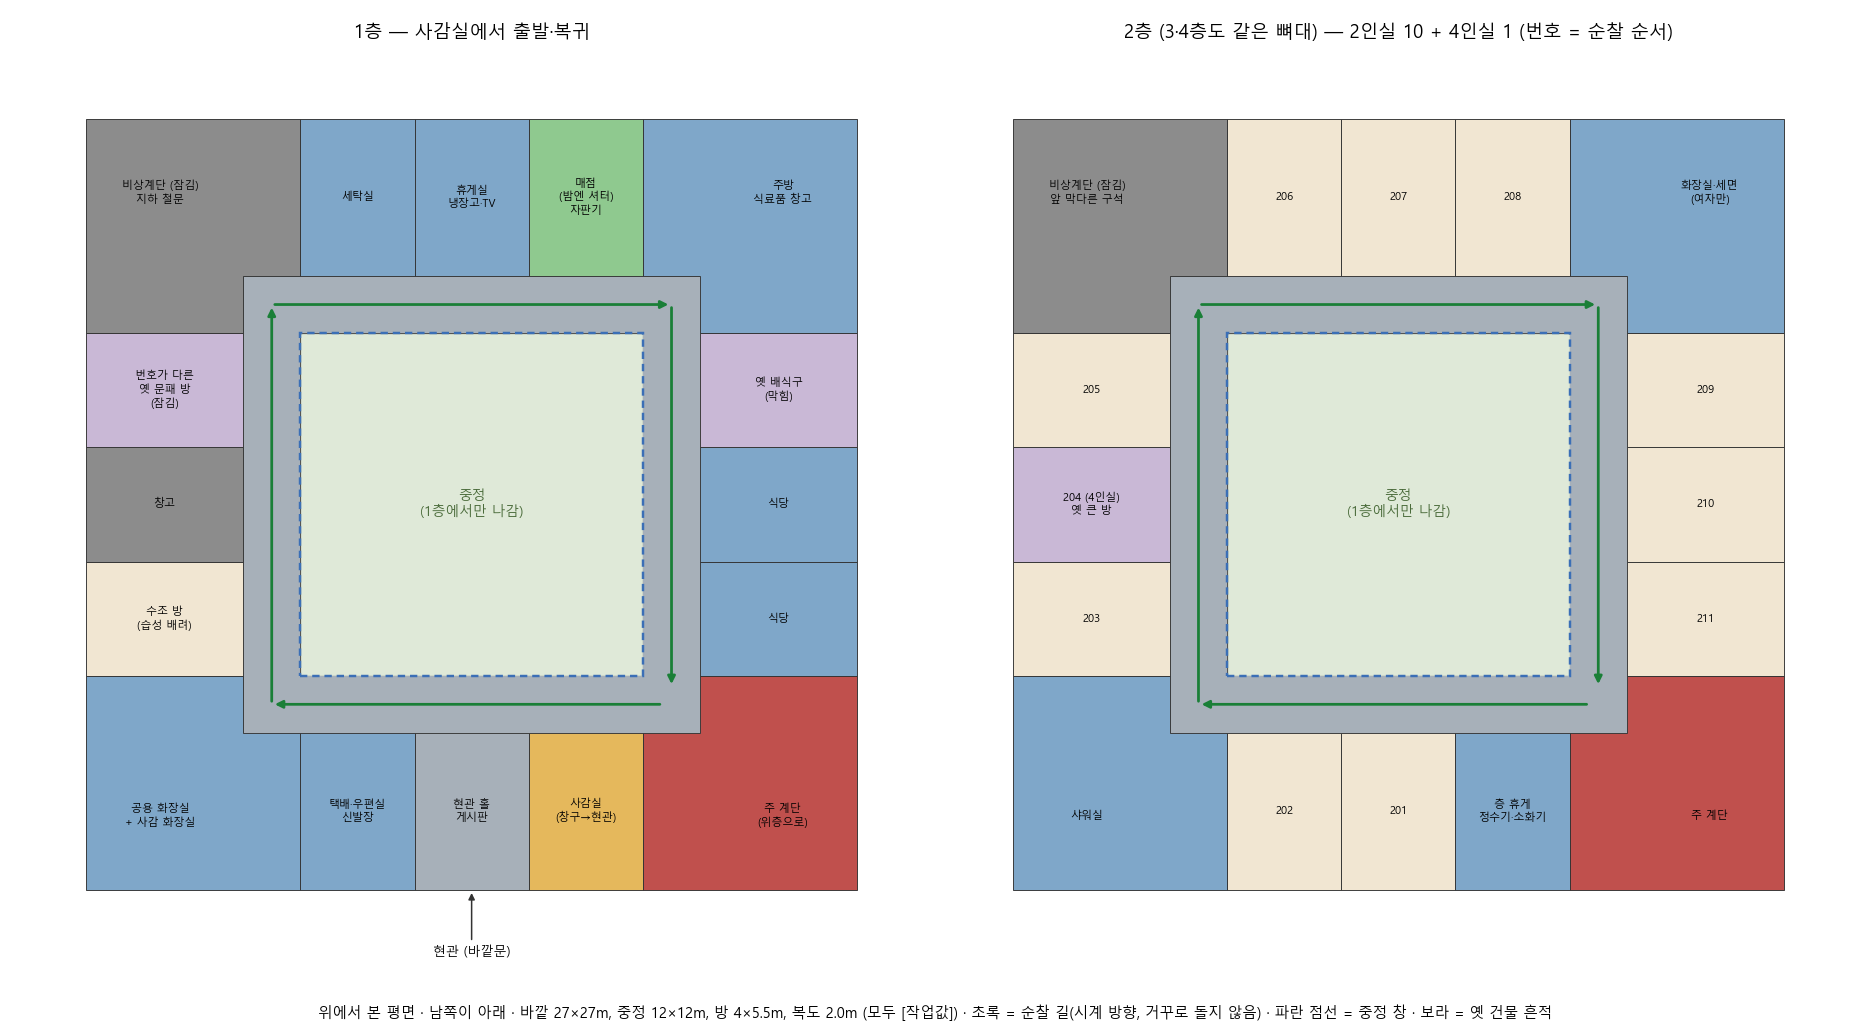 1층 — 사감실에서 출발·복귀
2층 (3·4층도 같은 뼈대) — 2인실 10 + 4인실 1 (번호 = 순찰 순서)
비상계단 (잠김)
지하 철문
세탁실
휴게실
냉장고·TV
매점
(밤엔 셔터)
자판기
주방
식료품 창고
번호가 다른
옛 문패 방
(잠김)
옛 배식구
(막힘)
창고
중정
(1층에서만 나감)
식당
수조 방
(습성 배려)
식당
공용 화장실
+ 사감 화장실
택배·우편실
신발장
현관 홀
게시판
사감실
(창구→현관)
주 계단
(위층으로)
현관 (바깥문)
비상계단 (잠김)
앞 막다른 구석
206
207
208
화장실·세면
(여자만)
205
209
204 (4인실)
옛 큰 방
중정
(1층에서만 나감)
210
203
211
샤워실
202
201
층 휴게
정수기·소화기
주 계단
위에서 본 평면 · 남쪽이 아래 · 바깥 27×27m, 중정 12×12m, 방 4×5.5m, 복도 2.0m (모두 [작업값]) · 초록 = 순찰 길(시계 방향, 거꾸로 돌지 않음) · 파란 점선 = 중정 창 · 보라 = 옛 건물 흔적